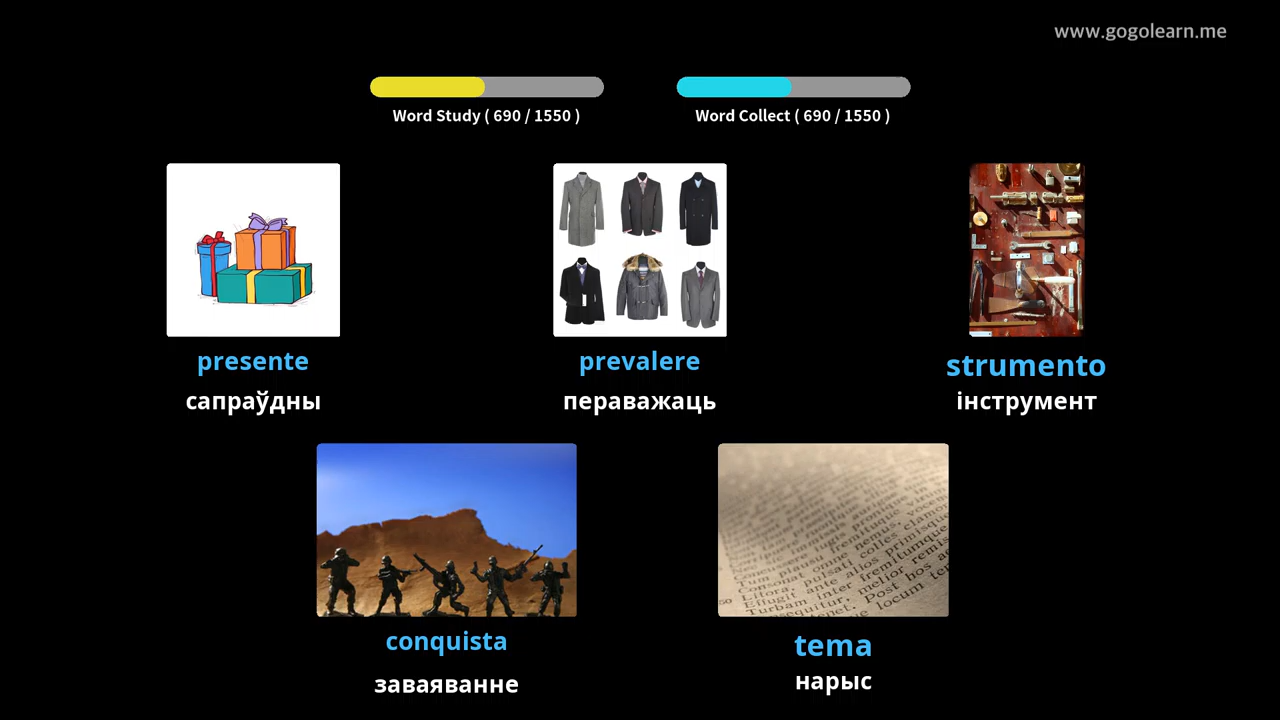 www.gogolearn.me
Word Study ( 690 / 1550 )
Word Collect ( 690 / 1550 )
presente
сапраўдны
prevalere
пераважаць
strumento
інструмент
conquista
заваяванне
tema
нарыс